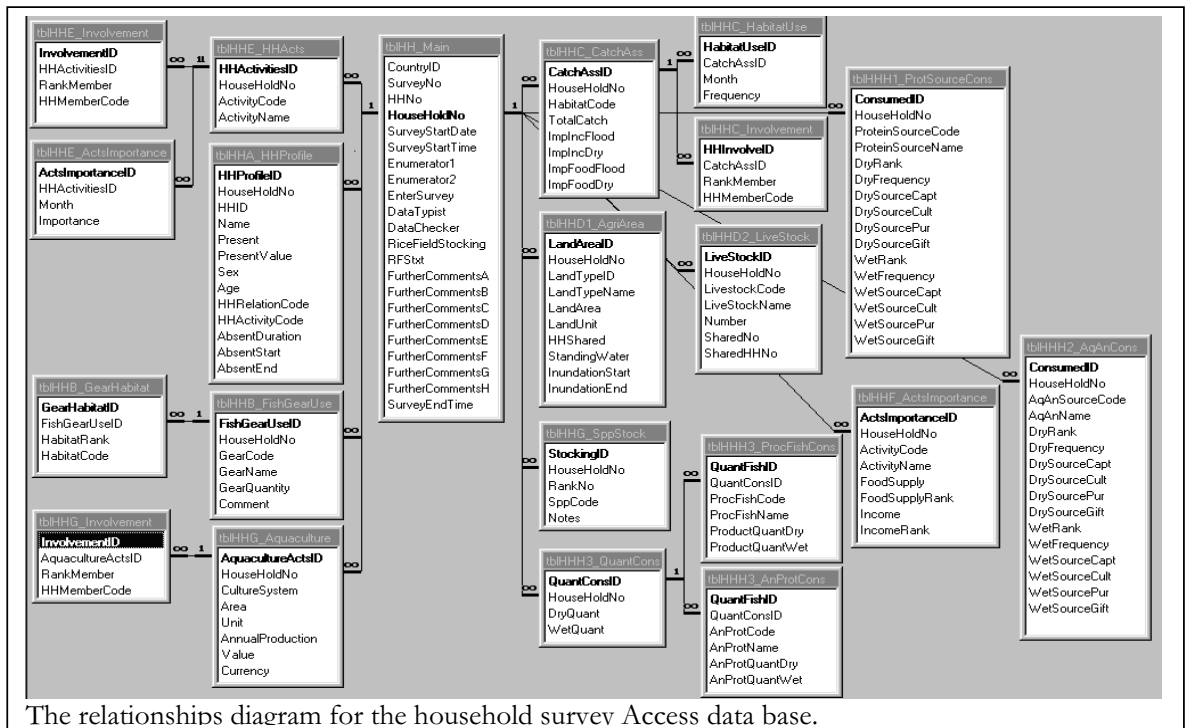 tblHHE_Involvement
InvolvementID
HHActivitiesID
RankMember
HHMemberCode
tblHHE_ActsImportance
ActsImportanceID
HHActivitiesID
Month
Importance
tblHHB_GearHabitat
GearHabitatID
FishGearUseID
HabitatRank
HabitatCode
tblHHG_Involvement
InvolvementID
AquacultureActsID
RankMember
HHMemberCode
tblHHE_HHActs
HHActivitiesID
HouseHoldNo
ActivityCode
ActivityName
tblHHA_HHProfile
HHProfileID
HouseHoldNo
HHID
Name
Present
PresentValue
Sex
Age
HHRelationCode
HHActivityCode
AbsentDuration
AbsentStart
AbsentEnd
tblHHB_FishGearUse
FishGearUseID
HouseHoldNo
GearCode
GearName
GearQuantity
Comment
tblHHG_Aquaculture
AquacultureActsID
HouseHoldNo
CultureSystem
Area
Unit
AnnualProduction
Value
Currency
tblHH_Main
CountryID
SurveyNo
HHNo
HouseHoldNo
SurveyStartDate
SurveyStartTime
Enumerator1
Enumerator2
EnterSurvey
DataTypist
DataChecker
RiceFieldStocking
RFStxt
FurtherCommentsA
FurtherCommentsB
FurtherCommentsC
FurtherCommentsD
FurtherCommentsE
FurtherCommentsF
FurtherCommentsG
FurtherCommentsH
SurveyEndTime
tblHHC_CatchAss
CatchAssID
HouseHoldNo
HabitatCode
TotalCatch
ImpIncFlood
ImpIncDry
ImpFoodFlood
ImpFoodDry
tblHHD1_AgriArea
LandAreaID
HouseHoldNo
LandTypeID
LandTypeName
LandArea
LandUnit
HHShared
StandingWater
InundationStart
InundationEnd
tblHHG_SppStock
StockingID
HouseHoldNo
RankNo
SppCode
Notes
tblHHH3_QuantCons
QuantConsID
HouseHoldNo
DryQuant
WetQuant
tblHHC_HabitatUse
HabitatUseID
CatchAssID
Month
Frequency
tblHHC_Involvement
HHInvolveID
CatchAssID
RankMember
HHMemberCode
tblHHD2_LiveStock
LiveStockID
HouseHoldNo
LivestockCode
LiveStockName
Number
SharedNo
SharedHHNo
tblHHH3_ProcFishCons
QuantFishID
QuantConsID
ProcFishCode
ProcFishName
ProductQuantDry
ProductQuantWet
tblHHH3_AnProtCons
QuantFishID
QuantConsID
AnProtCode
AnProtName
AnProtQuantDry
AnProtQuantWet
tblHHH1_ProtSourceCons
ConsumedID
HouseHoldNo
ProteinSourceCode
ProteinSourceName
DryRank
DryFrequency
DrySourceCapt
DrySourceCult
DrySourcePur
DrySourceGift
WetRank
WetFrequency
WetSourceCapt
WetSourceCult
WetSourcePur
WetSourceGift
tblHHF_ActsImportance
ActsImportanceID
HouseHoldNo
ActivityCode
ActivityName
FoodSupply
FoodSupplyRank
Income
IncomeRank
tblHHH2_AqAnCons
ConsumedID
HouseHoldNo
AqAnSourceCode
AqAnName
DryRank
DryFrequency
DrySourceCapt
DrySourceCult
DrySourcePur
DrySourceGift
WetRank
WetFrequency
WetSourceCapt
WetSourceCult
WetSourcePur
WetSourceGift
The relationships diagram for the household survey Access data base.